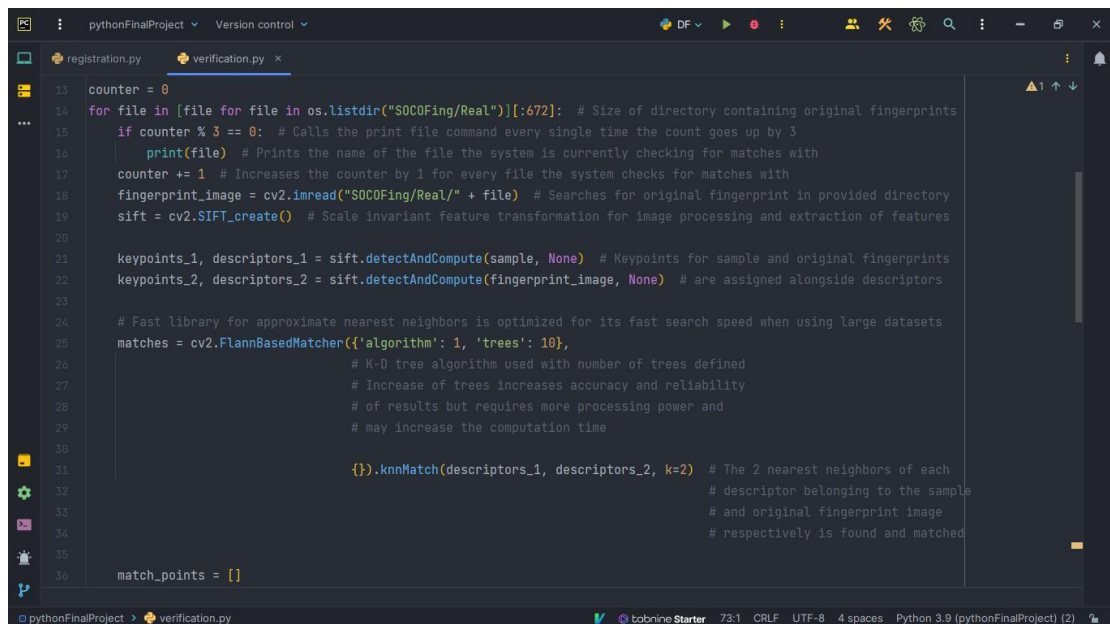 PC pythonFinalProject Version control DF
registration.py verification.py
13 counter = 0
14 for file in [file for file in os.listdir("SOCOFing/Real")][:672]: # Size of directory containing original fingerprints
15 if counter % 3 == 0: # Calls the print file command every single time the count goes up by 3
16 print(file) # Prints the name of the file the system is currently checking for matches with
17 counter += 1 # Increases the counter by 1 for every file the system checks for matches with
18 fingerprint_image = cv2.imread("SOCOFing/Real/" + file) # Searches for original fingerprint in provided directory
19 sift = cv2.SIFT_create() # Scale invariant feature transformation for image processing and extraction of features
20
21 keypoints_1, descriptors_1 = sift.detectAndCompute(sample, None) # Keypoints for sample and original fingerprints
22 keypoints_2, descriptors_2 = sift.detectAndCompute(fingerprint_image, None) # are assigned alongside descriptors
23
24 # Fast library for approximate nearest neighbors is optimized for its fast search speed when using large datasets
25 matches = cv2.FlannBasedMatcher({'algorithm': 1, 'trees': 10},
26 # K-D tree algorithm used with number of trees defined
27 # Increase of trees increases accuracy and reliability
28 # of results but requires more processing power and
29 # may increase the computation time
30
31 {}).knnMatch(descriptors_1, descriptors_2, k=2) # The 2 nearest neighbors of each
32 # descriptor belonging to the sample
33 # and original fingerprint image
34 # respectively is found and matched
35
36 match_points = []
1
pythonFinalProject > verification.py tabnine Starter 73:1 CRLF UTF-8 4 spaces Python 3.9 (pythonFinalProject) (2)